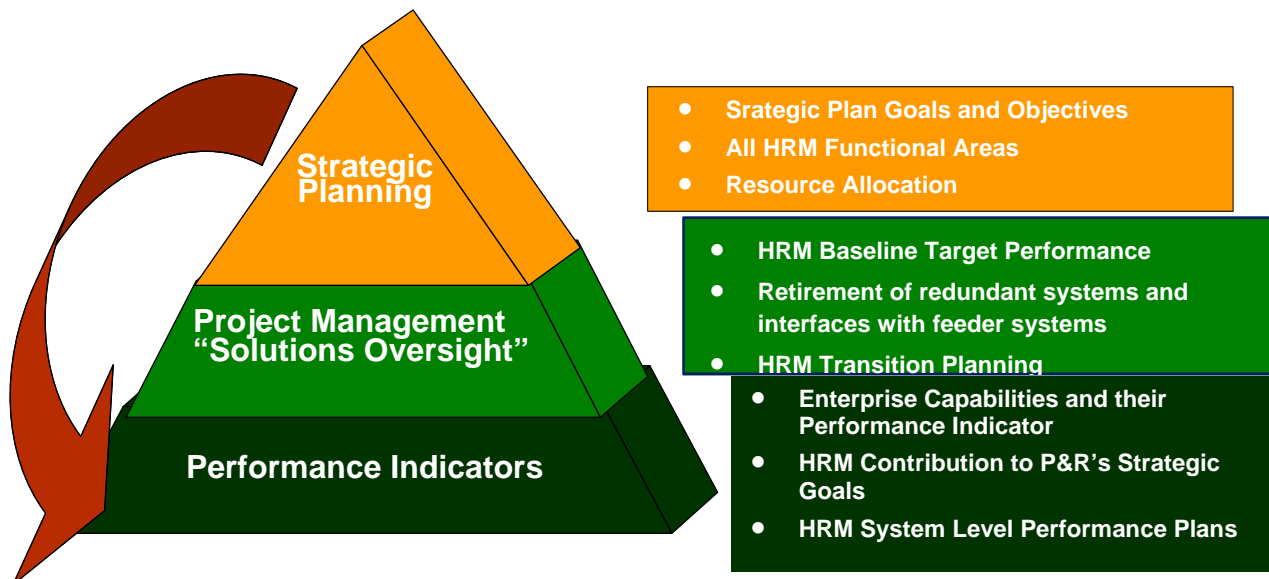 Strategic
Planning
Project Management
“Solutions Oversight”
Performance Indicators
• Srategic Plan Goals and Objectives
• All HRM Functional Areas
• Resource Allocation
• HRM Baseline Target Performance
• Retirement of redundant systems and
interfaces with feeder systems
• HRM Transition Planning
• Enterprise Capabilities and their
Performance Indicator
• HRM Contribution to P&R’s Strategic
Goals
• HRM System Level Performance Plans